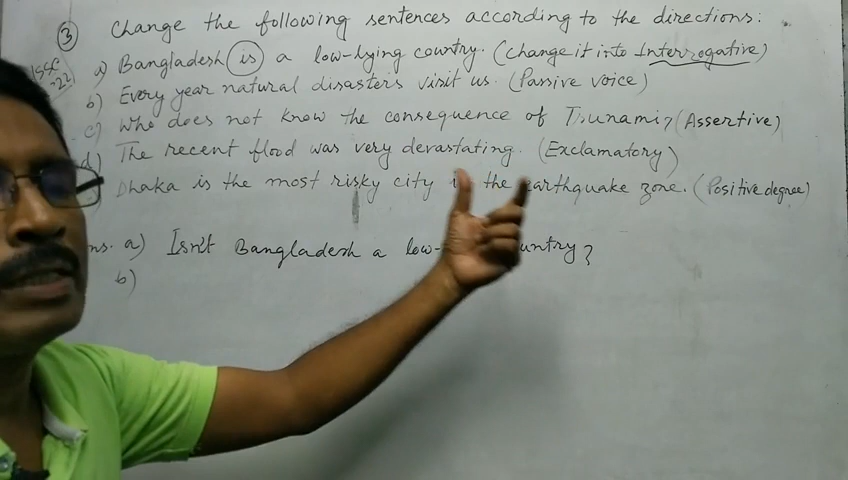 ③ Change the following sentences according to the directions:
SSC '22
a) Bangladesh is a low-lying country. (Change it into Interrogative)
b) Every year natural disasters visit us. (Passive voice)
c) Who does not know the consequence of Tsunami? (Assertive)
d) The recent flood was very devastating. (Exclamatory)
Dhaka is the most risky city the earthquake zone. (Positive degree)
ns. a) Isn't Bangladesh a low- untry?
b)